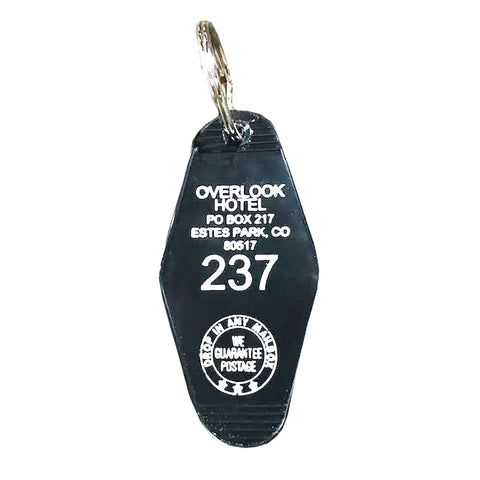 OVERLOOK
HOTEL
PO BOX 217
ESTES PARK, CO
80517
237
DROP IN ANY MAILBOX
WE
GUARANTEE
POSTAGE